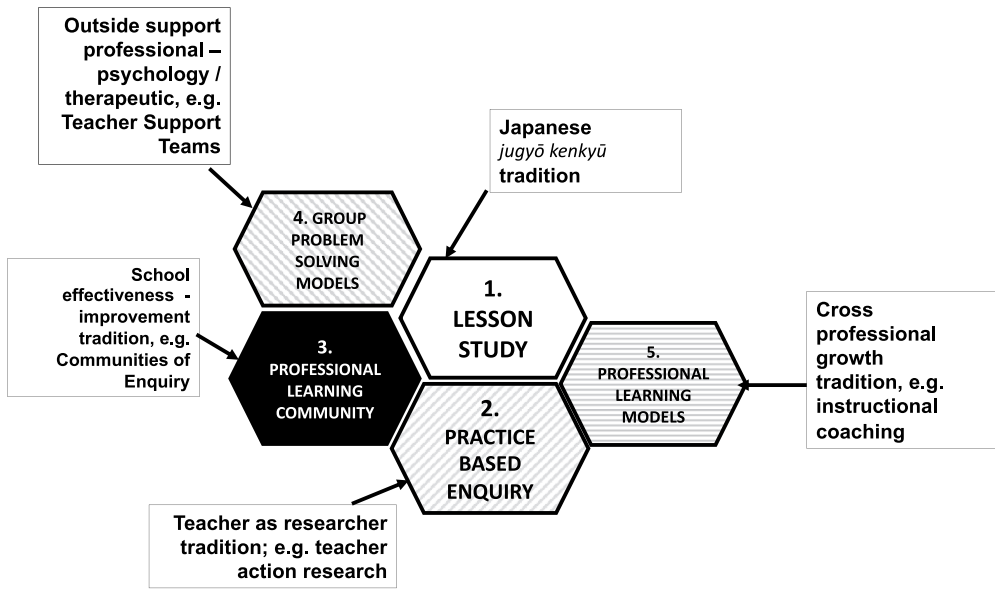 Outside support
professional –
psychology /
therapeutic, e.g.
Teacher Support
Teams
Japanese
jugyō kenkyū
tradition
4. GROUP
PROBLEM
SOLVING
MODELS
1.
LESSON
STUDY
School
effectiveness -
improvement
tradition, e.g.
Communities of
Enquiry
3.
PROFESSIONAL
LEARNING
COMMUNITY
5.
PROFESSIONAL
LEARNING
MODELS
Cross
professional
growth
tradition, e.g.
instructional
coaching
2.
PRACTICE
BASED
ENQUIRY
Teacher as researcher
tradition; e.g. teacher
action research